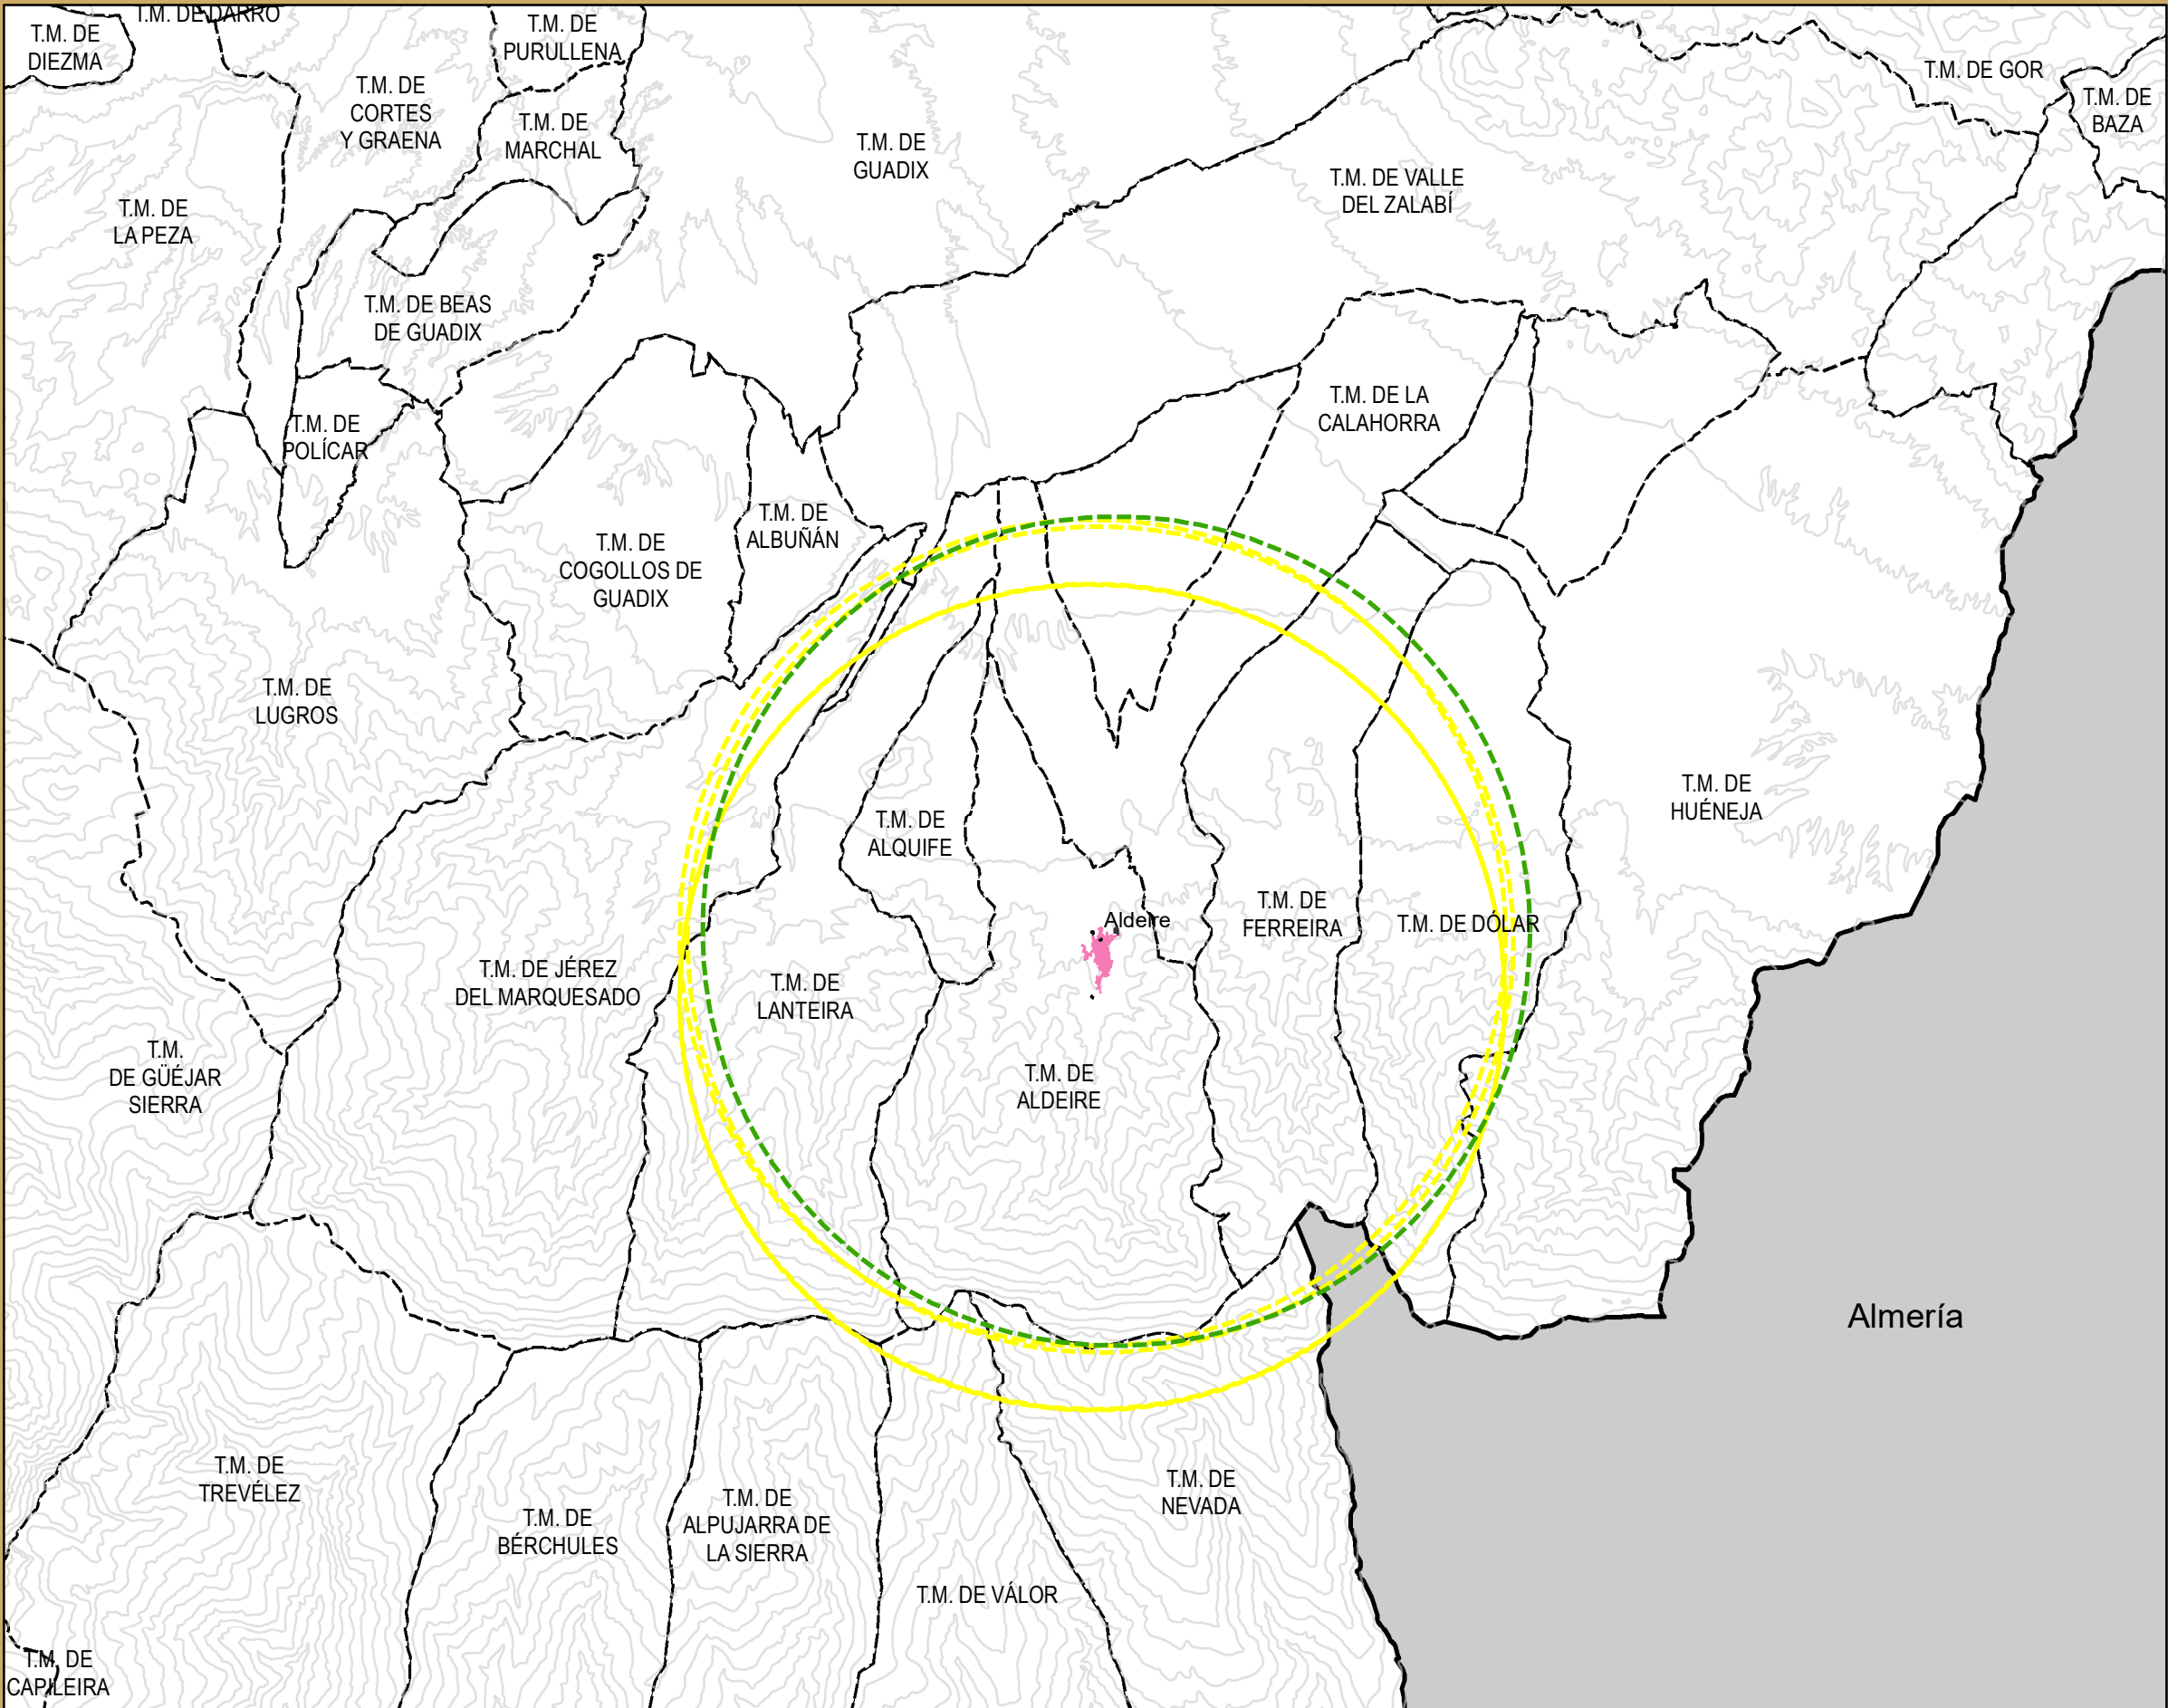 T.M. DE DARRO
T.M. DE
DIEZMA
T.M. DE
PURULLENA
T.M. DE GOR
T.M. DE
BAZA
T.M. DE
CORTES
Y GRAENA
T.M. DE
MARCHAL
T.M. DE
GUADIX
T.M. DE VALLE
DEL ZALABÍ
T.M. DE
LA PEZA
T.M. DE BEAS
DE GUADIX
T.M. DE LA
CALAHORRA
T.M. DE
POLÍCAR
T.M. DE
ALBUÑÁN
T.M. DE
COGOLLOS DE
GUADIX
T.M. DE
LUGROS
T.M. DE
HUÉNEJA
T.M. DE
ALQUIFE
Aldeire
T.M. DE
FERREIRA
T.M. DE DÓLAR
T.M. DE JÉREZ
DEL MARQUESADO
T.M. DE
LANTEIRA
T.M.
DE GÜÉJAR
SIERRA
T.M. DE
ALDEIRE
Almería
T.M. DE
TREVÉLEZ
T.M. DE
NEVADA
T.M. DE
BÉRCHULES
T.M. DE
ALPUJARRA DE
LA SIERRA
T.M. DE VÁLOR
T.M. DE
CAPILEIRA